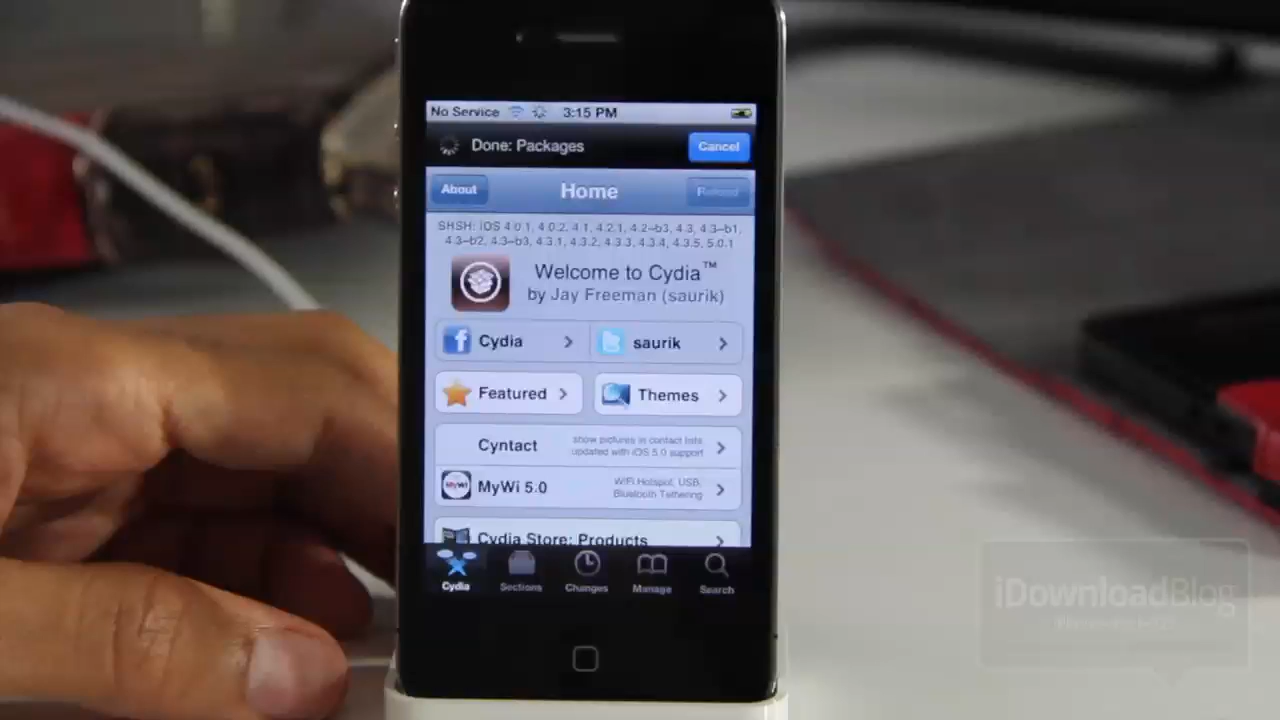 No Service 3:15 PM
Done: Packages Cancel
About Home Reload
SHSH: iOS 4.0.1, 4.0.2, 4.1, 4.2.1, 4.2-b3, 4.3, 4.3-b1,
4.3-b2, 4.3-b3, 4.3.1, 4.3.2, 4.3.3, 4.3.4, 4.3.5, 5.0.1
Welcome to Cydia™
by Jay Freeman (saurik)
Cydia saurik
Featured Themes
Cyntact show pictures in contact lists
updated with iOS 5.0 support
MyWi 5.0 WiFi Hotspot, USB,
Bluetooth Tethering
Cydia Store: Products
Cydia Sections Changes Manage Search
iDownloadBlog